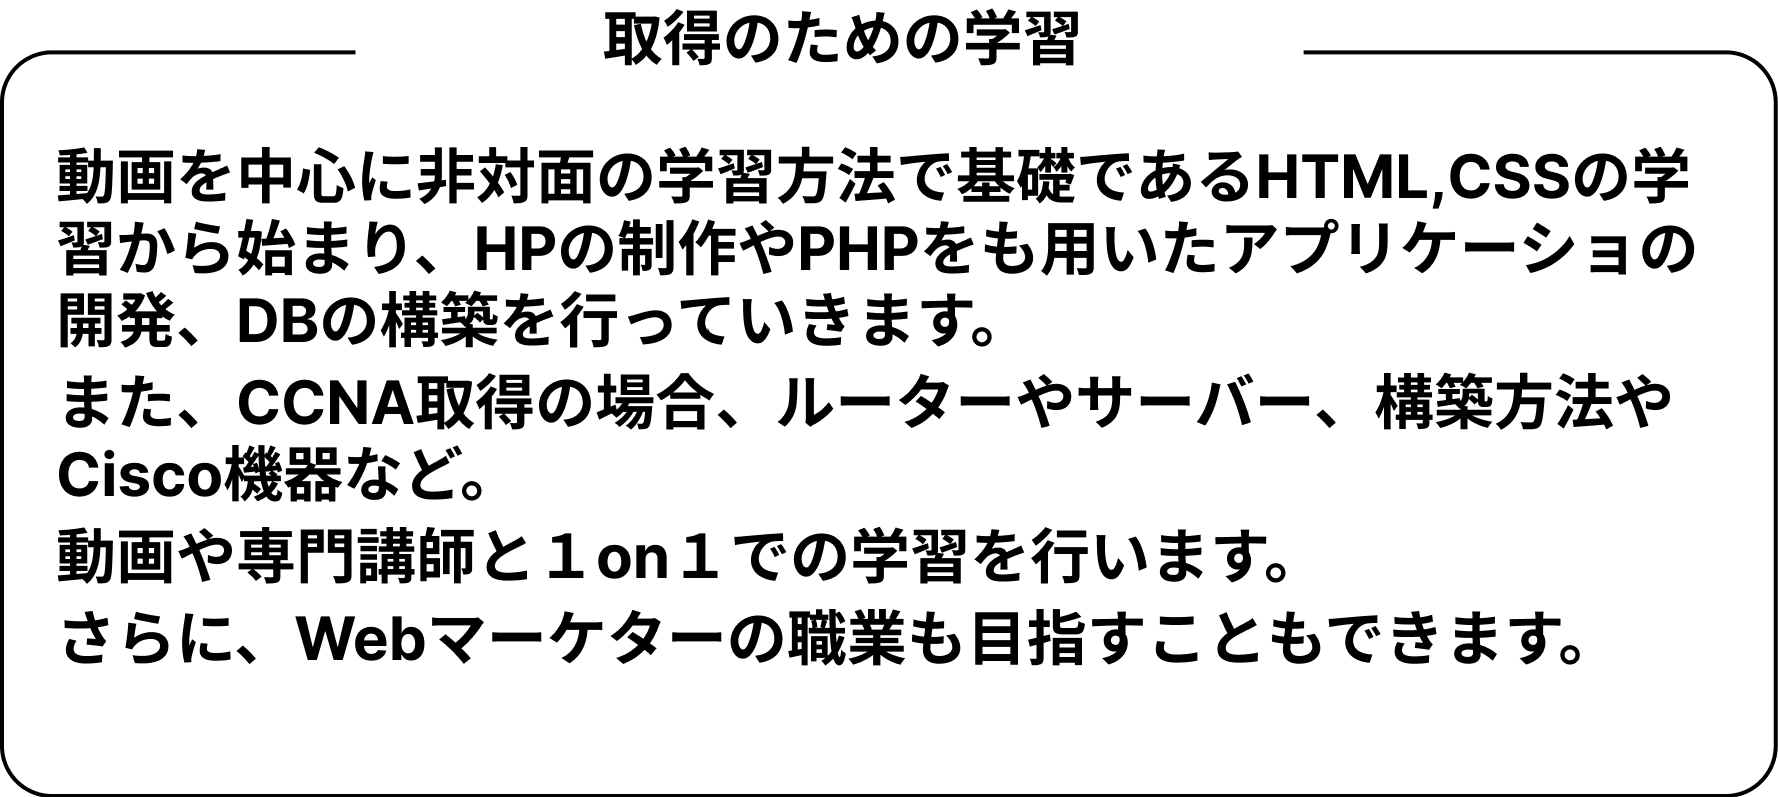 取得のための学習
動画を中心に非対面の学習方法で基礎であるHTML,CSSの学
習から始まり、HPの制作やPHPをも用いたアプリケーショの
開発、DBの構築を行っていきます。
また、CCNA取得の場合、ルーターやサーバー、構築方法や
Cisco機器など。
動画や専門講師と１on１での学習を行います。
さらに、Webマーケターの職業も目指すこともできます。